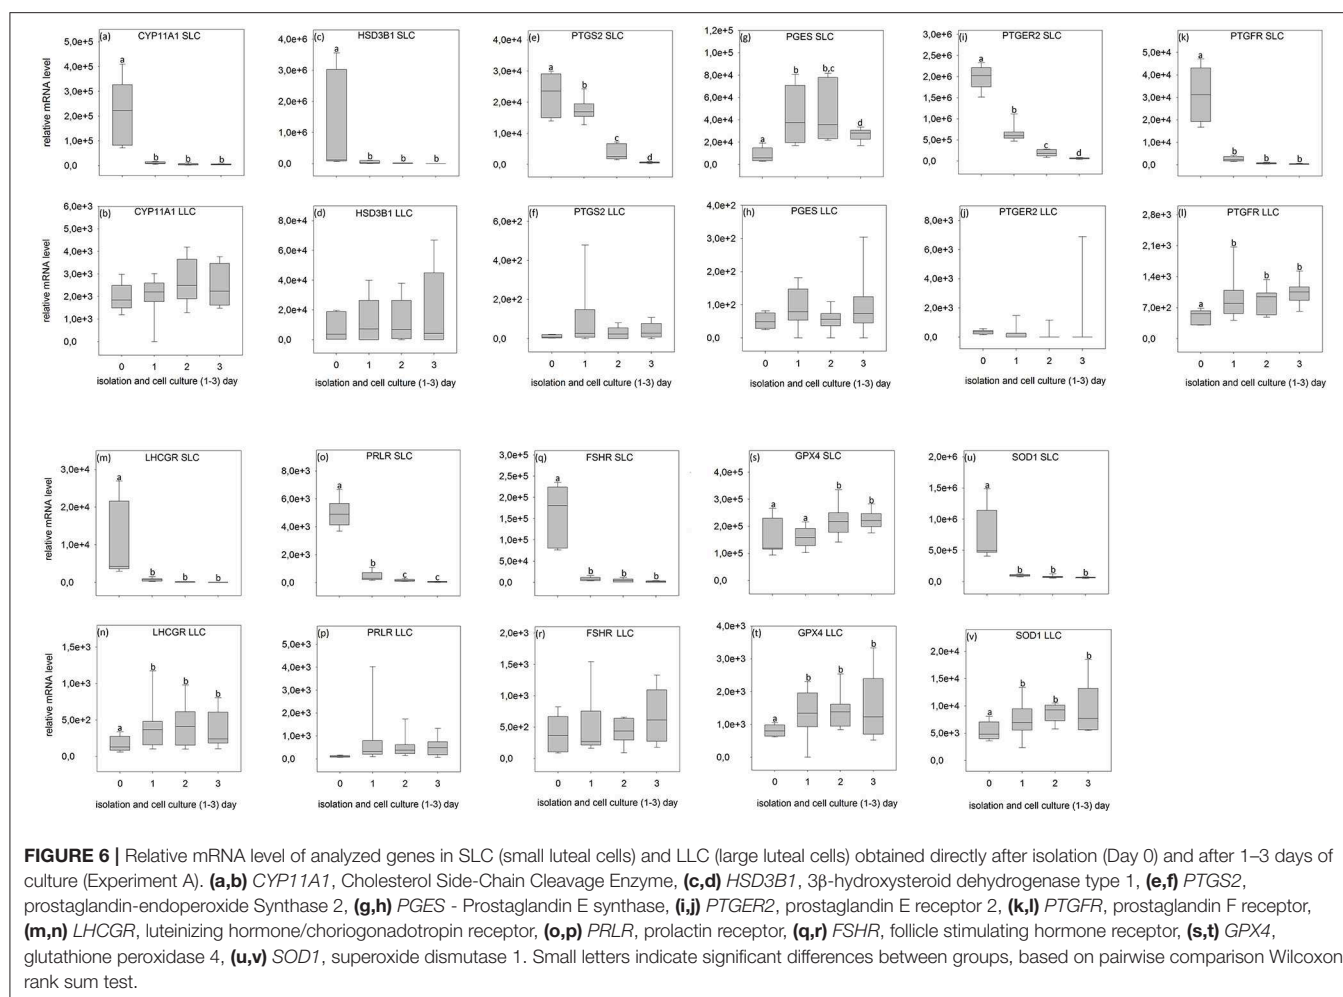 (a) CYP11A1 SLC
5,0e+5
4,0e+5
3,0e+5
2,0e+5
1,0e+5
0,0
relative mRNA level
a b b b
(c) HSD3B1 SLC
4,0e+6
3,0e+6
2,0e+6
1,0e+6
0,0
a b b b
(e) PTGS2 SLC
4,0e+4
3,0e+4
2,0e+4
1,0e+4
0,0
a b c d
(g) PGES SLC
1,2e+5
1,0e+5
8,0e+4
6,0e+4
4,0e+4
2,0e+4
0,0
a b b,c d
(i) PTGER2 SLC
3,0e+6
2,5e+6
2,0e+6
1,5e+6
1,0e+6
5,0e+5
0,0
a b c d
(k) PTGFR SLC
5,0e+4
4,0e+4
3,0e+4
2,0e+4
1,0e+4
0,0
a b b b
(b) CYP11A1 LLC
6,0e+3
5,0e+3
4,0e+3
3,0e+3
2,0e+3
1,0e+3
0,0
relative mRNA level
0 1 2 3
isolation and cell culture (1-3) day
(d) HSD3B1 LLC
8,0e+4
6,0e+4
4,0e+4
2,0e+4
0,0
0 1 2 3
isolation and cell culture (1-3) day
(f) PTGS2 LLC
6,0e+2
4,0e+2
2,0e+2
0,0
0 1 2 3
isolation and cell culture (1-3) day
(h) PGES LLC
4,0e+2
3,0e+2
2,0e+2
1,0e+2
0,0
0 1 2 3
isolation and cell culture (1-3) day
(j) PTGER2 LLC
8,0e+3
6,0e+3
4,0e+3
2,0e+3
0,0
0 1 2 3
isolation and cell culture (1-3) day
(l) PTGFR LLC
2,8e+3
2,1e+3
1,4e+3
7,0e+2
0,0
a b b b
0 1 2 3
isolation and cell culture (1-3) day
(m) LHCGR SLC
3,0e+4
2,0e+4
1,0e+4
0,0
relative mRNA level
a b b b
(o) PRLR SLC
8,0e+3
6,0e+3
4,0e+3
2,0e+3
0,0
a b c c
(q) FSHR SLC
3,0e+5
2,5e+5
2,0e+5
1,5e+5
1,0e+5
5,0e+4
0,0
a b b b
(s) GPX4 SLC
4,0e+5
3,0e+5
2,0e+5
1,0e+5
0,0
a a b b
(u) SOD1 SLC
2,0e+6
1,5e+6
1,0e+6
5,0e+5
0,0
a b b b
(n) LHCGR LLC
1,5e+3
1,0e+3
5,0e+2
0,0
relative mRNA level
a b b b
0 1 2 3
isolation and cell culture (1-3) day
(p) PRLR LLC
5,0e+3
4,0e+3
3,0e+3
2,0e+3
1,0e+3
0,0
0 1 2 3
isolation and cell culture (1-3) day
(r) FSHR LLC
2,0e+3
1,5e+3
1,0e+3
5,0e+2
0,0
0 1 2 3
isolation and cell culture (1-3) day
(t) GPX4 LLC
4,0e+3
3,0e+3
2,0e+3
1,0e+3
0,0
a b b b
0 1 2 3
isolation and cell culture (1-3) day
(v) SOD1 LLC
2,0e+4
1,5e+4
1,0e+4
5,0e+3
0,0
a b b b
0 1 2 3
isolation and cell culture (1-3) day
FIGURE 6 | Relative mRNA level of analyzed genes in SLC (small luteal cells) and LLC (large luteal cells) obtained directly after isolation (Day 0) and after 1–3 days of
culture (Experiment A). (a,b) CYP11A1, Cholesterol Side-Chain Cleavage Enzyme, (c,d) HSD3B1, 3β-hydroxysteroid dehydrogenase type 1, (e,f) PTGS2,
prostaglandin-endoperoxide Synthase 2, (g,h) PGES - Prostaglandin E synthase, (i,j) PTGER2, prostaglandin E receptor 2, (k,l) PTGFR, prostaglandin F receptor,
(m,n) LHCGR, luteinizing hormone/choriogonadotropin receptor, (o,p) PRLR, prolactin receptor, (q,r) FSHR, follicle stimulating hormone receptor, (s,t) GPX4,
glutathione peroxidase 4, (u,v) SOD1, superoxide dismutase 1. Small letters indicate significant differences between groups, based on pairwise comparison Wilcoxon
rank sum test.